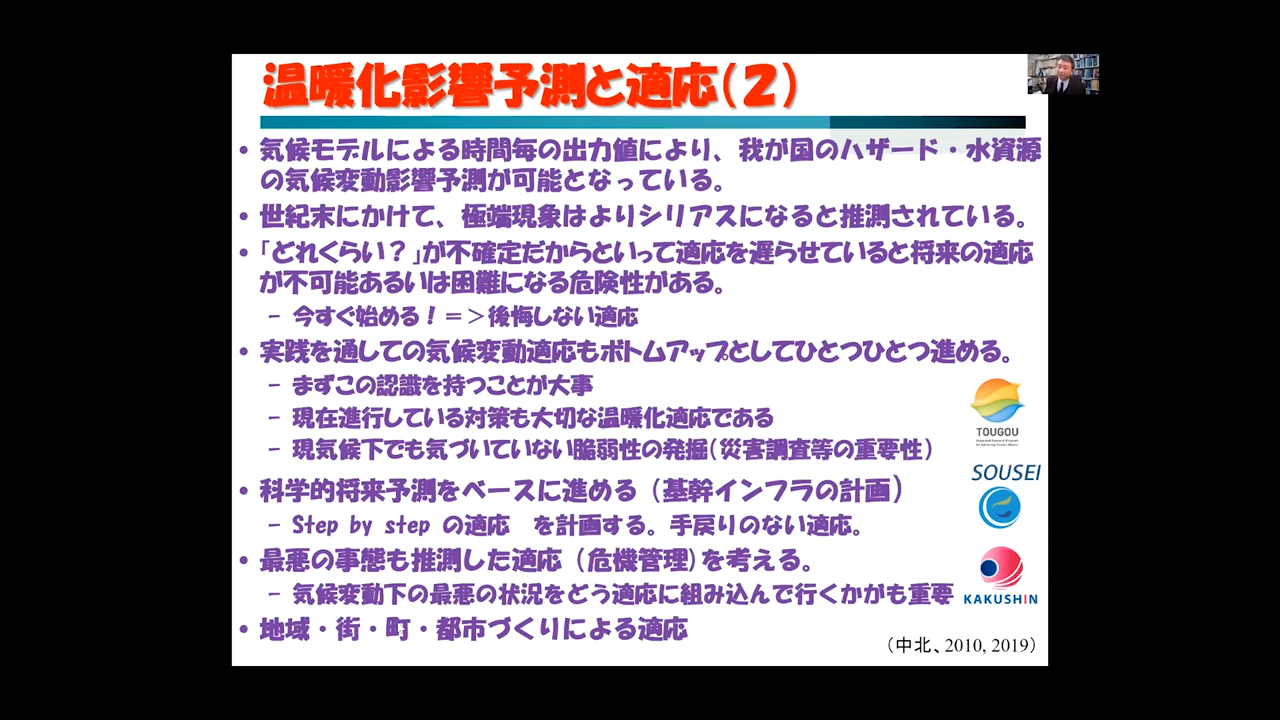 温暖化影響予測と適応(２)
• 気候モデルによる時間毎の出力値により、我が国のハザード・水資源
の気候変動影響予測が可能となっている。
• 世紀末にかけて、極端現象はよりシリアスになると推測されている。
• 「どれくらい？」が不確定だからといって適応を遅らせていると将来の適応
が不可能あるいは困難になる危険性がある。
– 今すぐ始める！＝＞後悔しない適応
• 実践を通しての気候変動適応もボトムアップとしてひとつひとつ進める。
– まずこの認識を持つことが大事
– 現在進行している対策も大切な温暖化適応である
– 現気候下でも気づいていない脆弱性の発掘(災害調査等の重要性)
• 科学的将来予測をベースに進める（基幹インフラの計画)
– Step by step の適応　を計画する。手戻りのない適応。
• 最悪の事態も推測した適応（危機管理)を考える。
– 気候変動下の最悪の状況をどう適応に組み込んで行くかがも重要
• 地域・街・町・都市づくりによる適応
TOUGOU
SOUSEI
KAKUSHIN
（中北、2010, 2019）